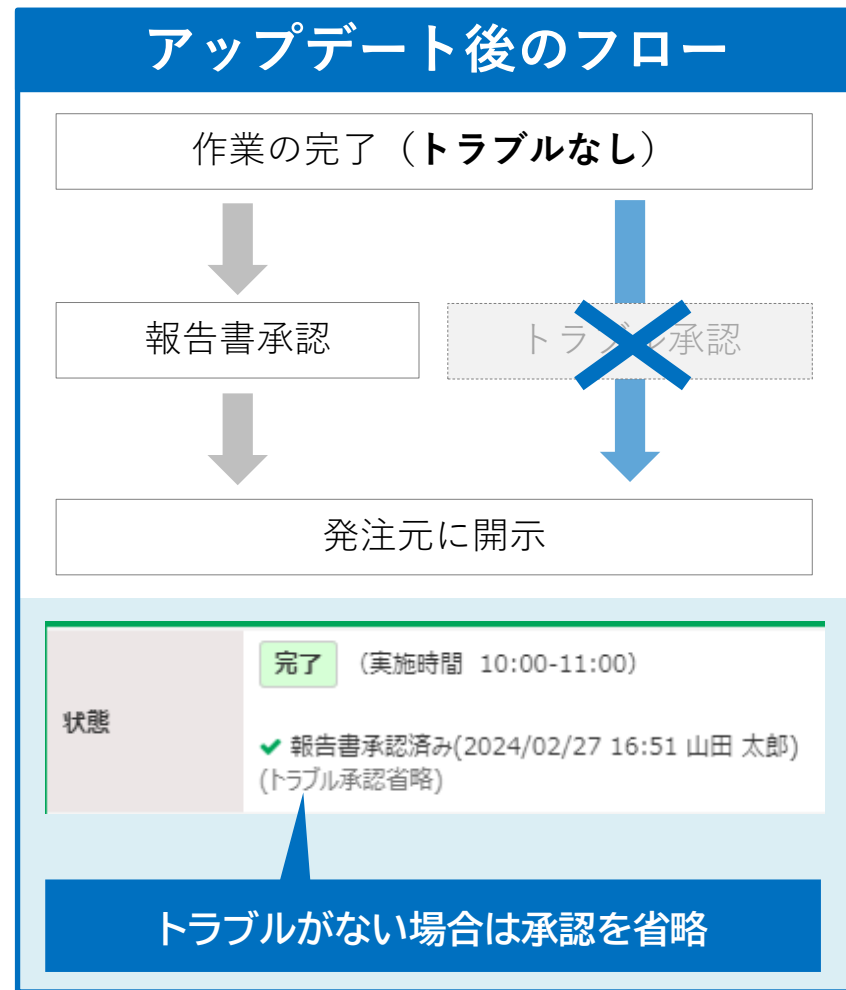 アップデート後のフロー
作業の完了（トラブルなし）
報告書承認
トラブル承認
発注元に開示
状態
完了 （実施時間 10:00-11:00）
✔ 報告書承認済み(2024/02/27 16:51 山田 太郎)
(トラブル承認省略)
トラブルがない場合は承認を省略